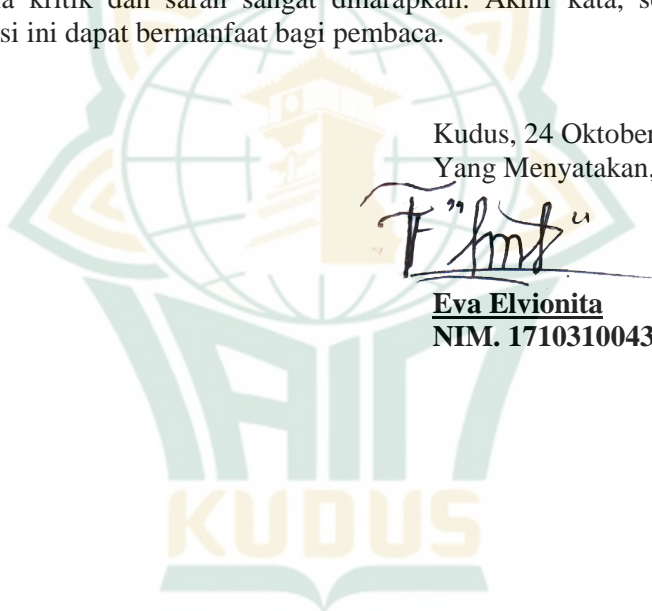 kritik dan saran sangat diharapkan. Akhir kata,
si ini dapat bermanfaat bagi pembaca.
Kudus, 24 Oktober
Yang Menyatakan,
Eva Elvionita
NIM. 1710310043
IAIN
KUDUS